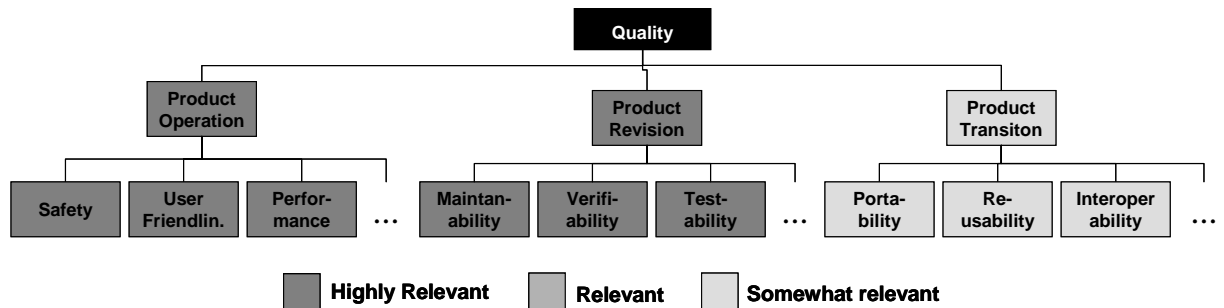 Quality
Product
Operation
Product
Revision
Product
Transiton
Safety
User
Friendlin.
Perfor-
mance
...
Maintan-
ability
Verifi-
ability
Test-
ability
...
Porta-
bility
Re-
usability
Interoper
ability
...
Highly Relevant
Relevant
Somewhat relevant